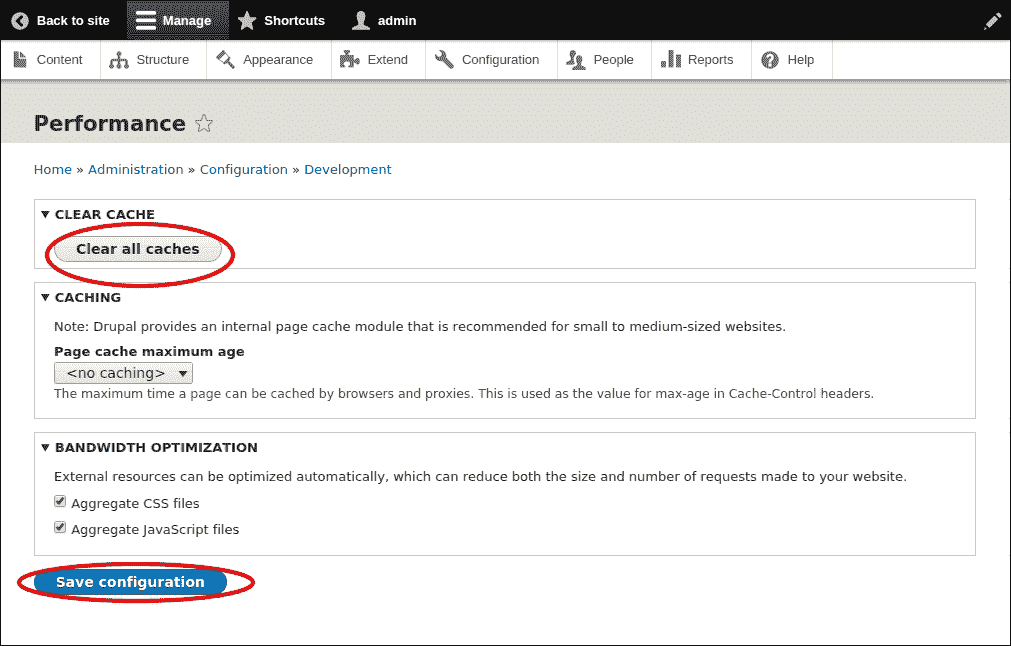 Back to site Manage Shortcuts admin
Content Structure Appearance Extend Configuration People Reports Help
Performance
Home » Administration » Configuration » Development
CLEAR CACHE
Clear all caches
CACHING
Note: Drupal provides an internal page cache module that is recommended for small to medium-sized websites.
Page cache maximum age
<no caching>
The maximum time a page can be cached by browsers and proxies. This is used as the value for max-age in Cache-Control headers.
BANDWIDTH OPTIMIZATION
External resources can be optimized automatically, which can reduce both the size and number of requests made to your website.
Aggregate CSS files
Aggregate JavaScript files
Save configuration